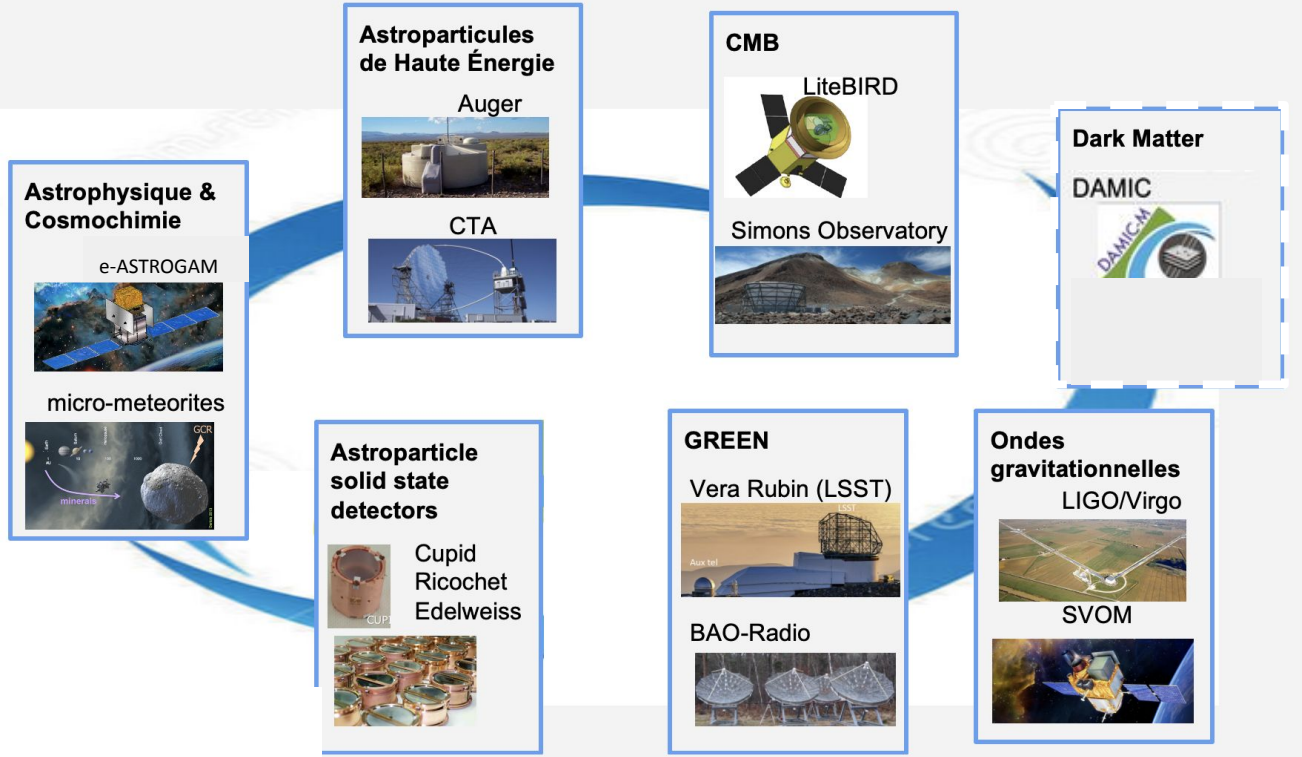 Astroparticules
de Haute Énergie
Auger
CTA
CMB
LiteBIRD
Simons Observatory
Dark Matter
DAMIC
DAMIC-M
Astrophysique &
Cosmochimie
e-ASTROGAM
micro-meteorites
GCR
minerals
Astroparticle
solid state
detectors
Cupid
Ricochet
Edelweiss
CUPI
GREEN
Vera Rubin (LSST)
LSST
Aux tel
BAO-Radio
Ondes
gravitationnelles
LIGO/Virgo
SVOM